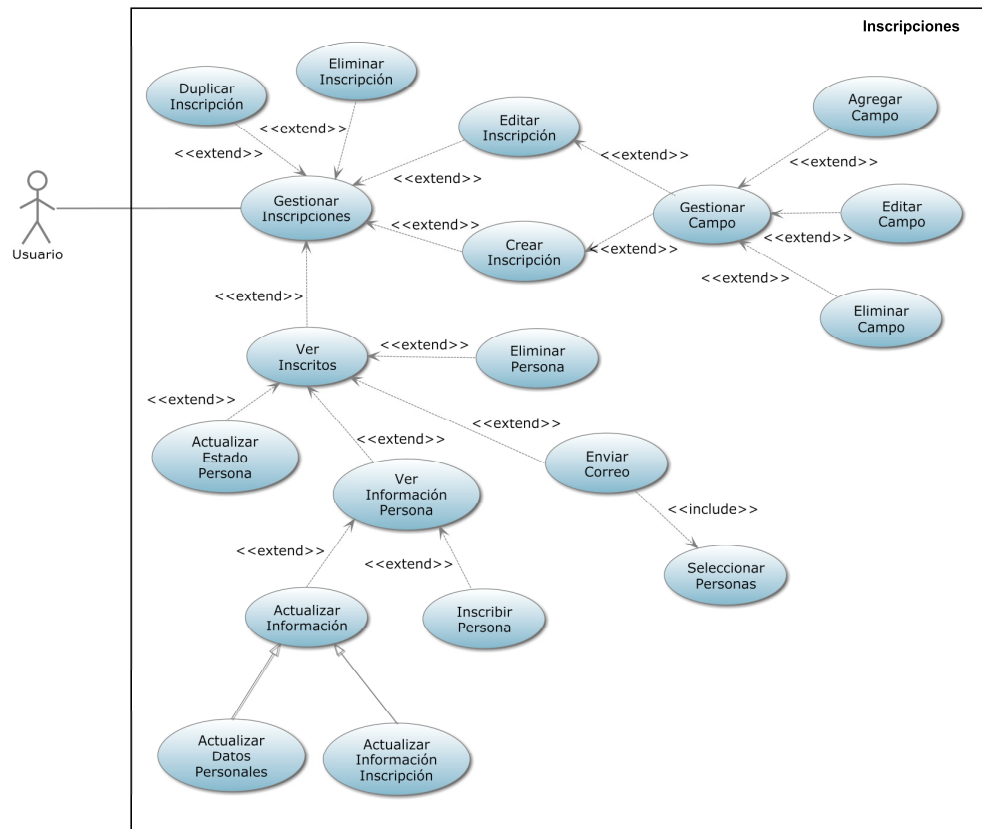 Inscripciones
Eliminar
Inscripción
Duplicar
Inscripción
<<extend>>
<<extend>>
Editar
Inscripción
Agregar
Campo
<<extend>>
<<extend>>
<<extend>>
Usuario
Gestionar
Inscripciones
Gestionar
Campo
Editar
Campo
<<extend>>
Crear
Inscripción
<<extend>>
<<extend>>
<<extend>>
<<extend>>
Eliminar
Campo
Ver
Inscritos
<<extend>>
Eliminar
Persona
<<extend>>
<<extend>>
<<extend>>
Actualizar
Estado
Persona
Enviar
Correo
Ver
Información
Persona
<<include>>
<<extend>>
<<extend>>
Seleccionar
Personas
Actualizar
Información
Inscribir
Persona
Actualizar
Datos
Personales
Actualizar
Información
Inscripción